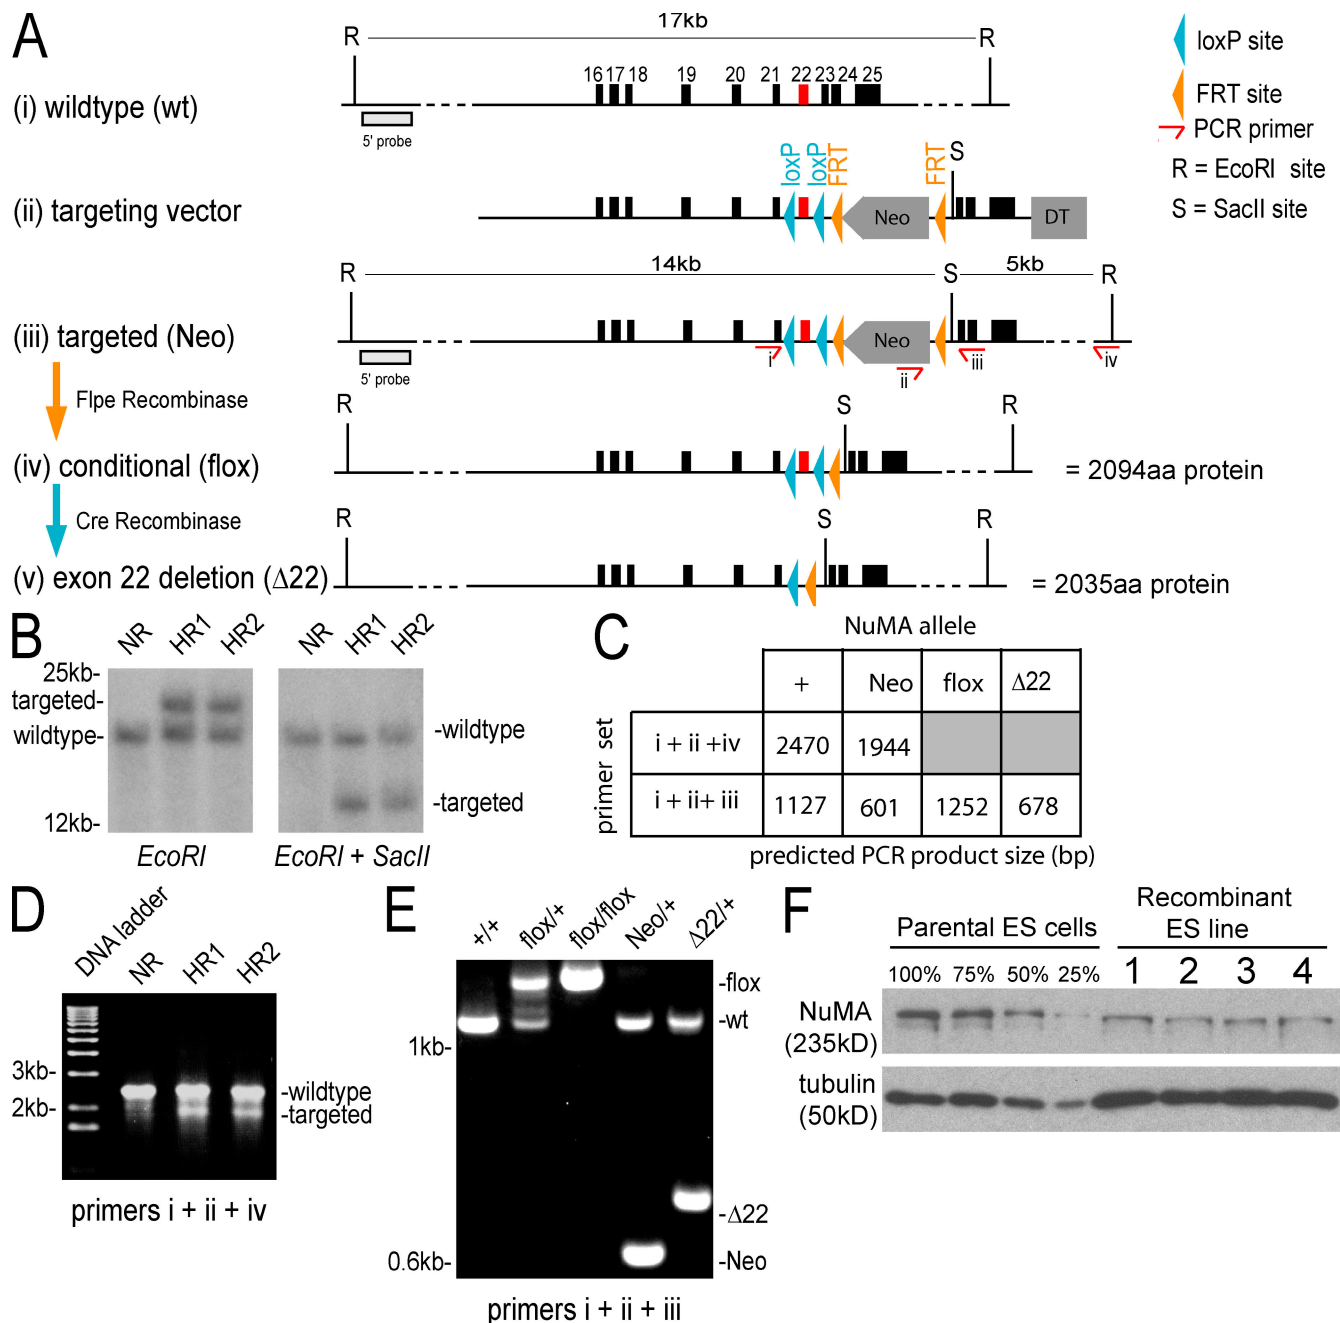 A
17kb
R
R
16 17 18 19 20 21 22 23 24 25
(i) wildtype (wt)
5' probe
loxP site
FRT site
PCR primer
R = EcoRI site
S = SacII site
loxP loxP FRT FRT S
(ii) targeting vector
Neo
DT
14kb
5kb
R
S
R
(iii) targeted (Neo)
Neo
i
ii
iii
iv
5' probe
Flpe Recombinase
R
S
R
(iv) conditional (flox)
= 2094aa protein
Cre Recombinase
R
S
R
(v) exon 22 deletion (Δ22)
= 2035aa protein
B
NR HR1 HR2
NR HR1 HR2
25kb-
targeted-
wildtype-
12kb-
-wildtype
-targeted
EcoRI
EcoRI + SacII
C
NuMA allele
+ Neo flox Δ22
primer set
i + ii +iv 2470 1944
i + ii+ iii 1127 601 1252 678
predicted PCR product size (bp)
D
DNA ladder NR HR1 HR2
3kb-
2kb-
-wildtype
-targeted
primers i + ii + iv
E
+/+ flox/+ flox/flox Neo/+ Δ22/+
-flox
-wt
1kb-
-Δ22
0.6kb-
-Neo
primers i + ii + iii
F
Parental ES cells
Recombinant
ES line
100% 75% 50% 25% 1 2 3 4
NuMA
(235kD)
tubulin
(50kD)